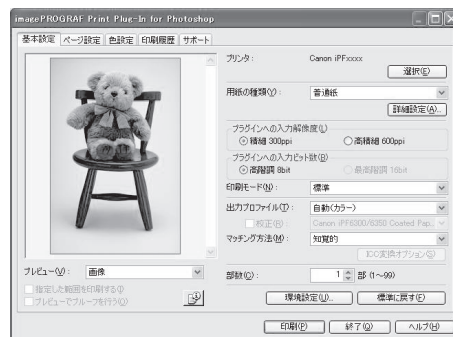 imagePROGRAF Print Plug-In for Photoshop
基本設定 ページ設定 色設定 印刷履歴 サポート
プリンタ: Canon iPFxxxx
選択(E)
用紙の種類(Y): 普通紙
詳細設定(A)...
プラグインへの入力解像度(L)
精細 300ppi 高精細 600ppi
プラグインへの入力ビット数(B)
高階調 8bit 最高階調 16bit
印刷モード(N): 標準
出力プロファイル(T): 自動(カラー)
校正(R): Canon iPF6300/6350 Coated Pap...
マッチング方法(M): 知覚的
ICC変換オプション(G)
プレビュー(V): 画像
部数(C): 1 部 (1~99)
指定した範囲を印刷する(I)
プレビューでプルーフを行う(O)
環境設定(U)... 標準に戻す(F)
印刷(P) 終了(Q) ヘルプ(H)